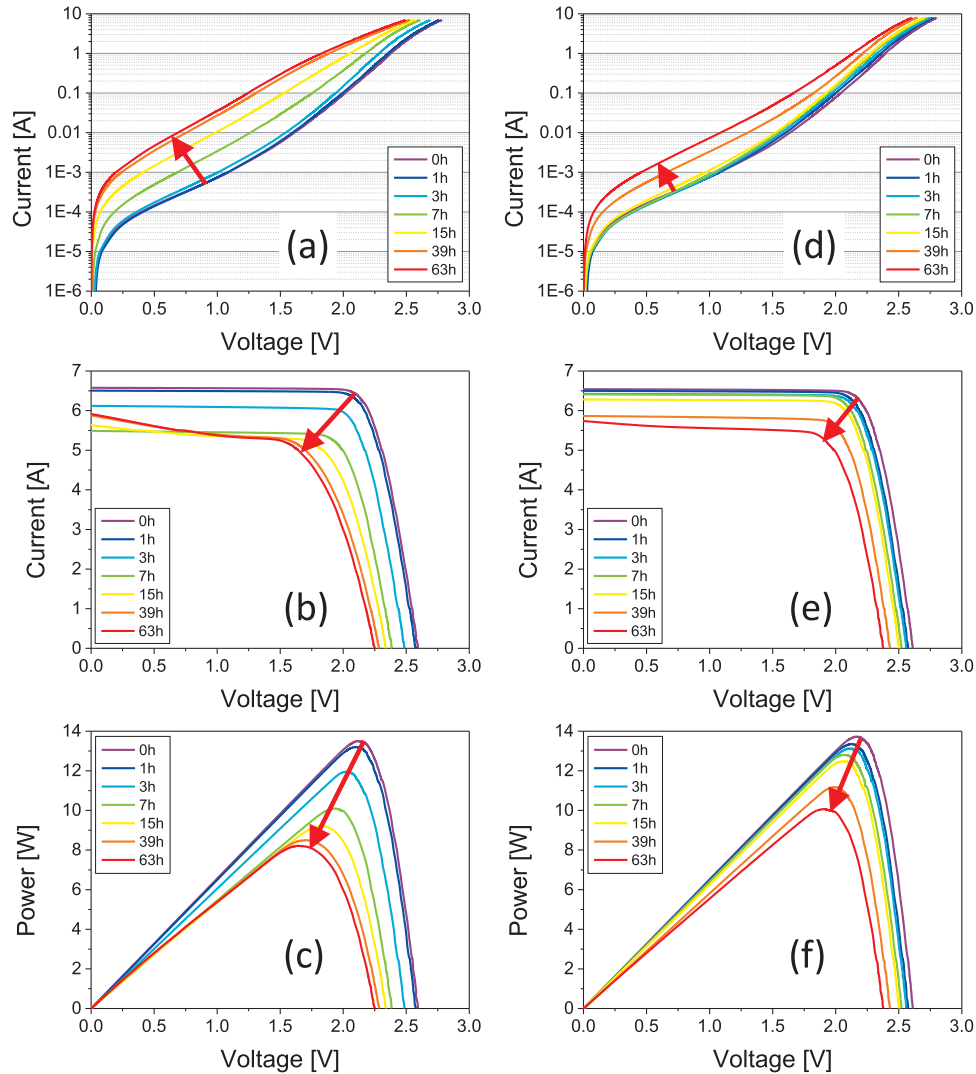 10
1
0.1
0.01
1E-3
1E-4
1E-5
1E-6
Current [A]
0.0 0.5 1.0 1.5 2.0 2.5 3.0
Voltage [V]
0h
1h
3h
7h
15h
39h
63h
(a)
10
1
0.1
0.01
1E-3
1E-4
1E-5
1E-6
Current [A]
0.0 0.5 1.0 1.5 2.0 2.5 3.0
Voltage [V]
0h
1h
3h
7h
15h
39h
63h
(d)
7
6
5
4
3
2
1
0
Current [A]
0.0 0.5 1.0 1.5 2.0 2.5 3.0
Voltage [V]
0h
1h
3h
7h
15h
39h
63h
(b)
7
6
5
4
3
2
1
0
Current [A]
0.0 0.5 1.0 1.5 2.0 2.5 3.0
Voltage [V]
0h
1h
3h
7h
15h
39h
63h
(e)
14
12
10
8
6
4
2
0
Power [W]
0.0 0.5 1.0 1.5 2.0 2.5 3.0
Voltage [V]
0h
1h
3h
7h
15h
39h
63h
(c)
14
12
10
8
6
4
2
0
Power [W]
0.0 0.5 1.0 1.5 2.0 2.5 3.0
Voltage [V]
0h
1h
3h
7h
15h
39h
63h
(f)